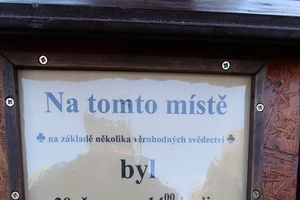 Na tomto místě
♣ na základě několika věrohodných svědectví ♣
byl